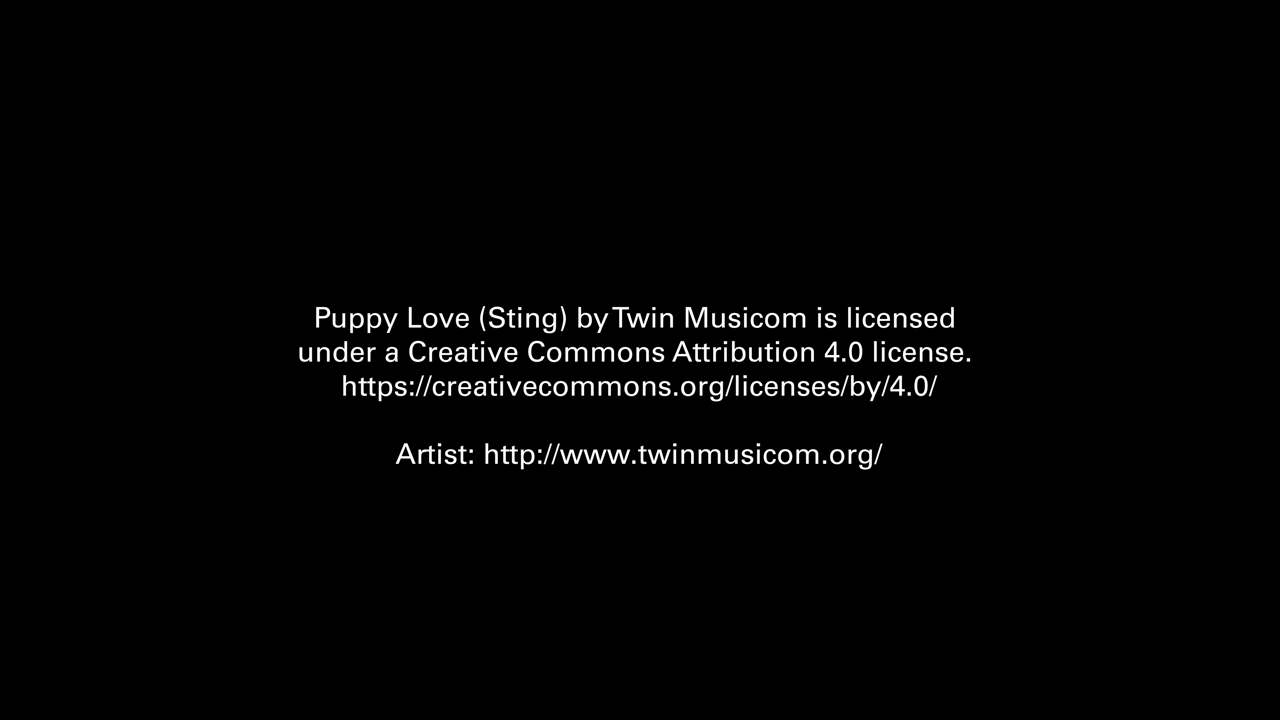 Puppy Love (Sting) by Twin Musicom is licensed
under a Creative Commons Attribution 4.0 license.
https://creativecommons.org/licenses/by/4.0/
Artist: http://www.twinmusicom.org/